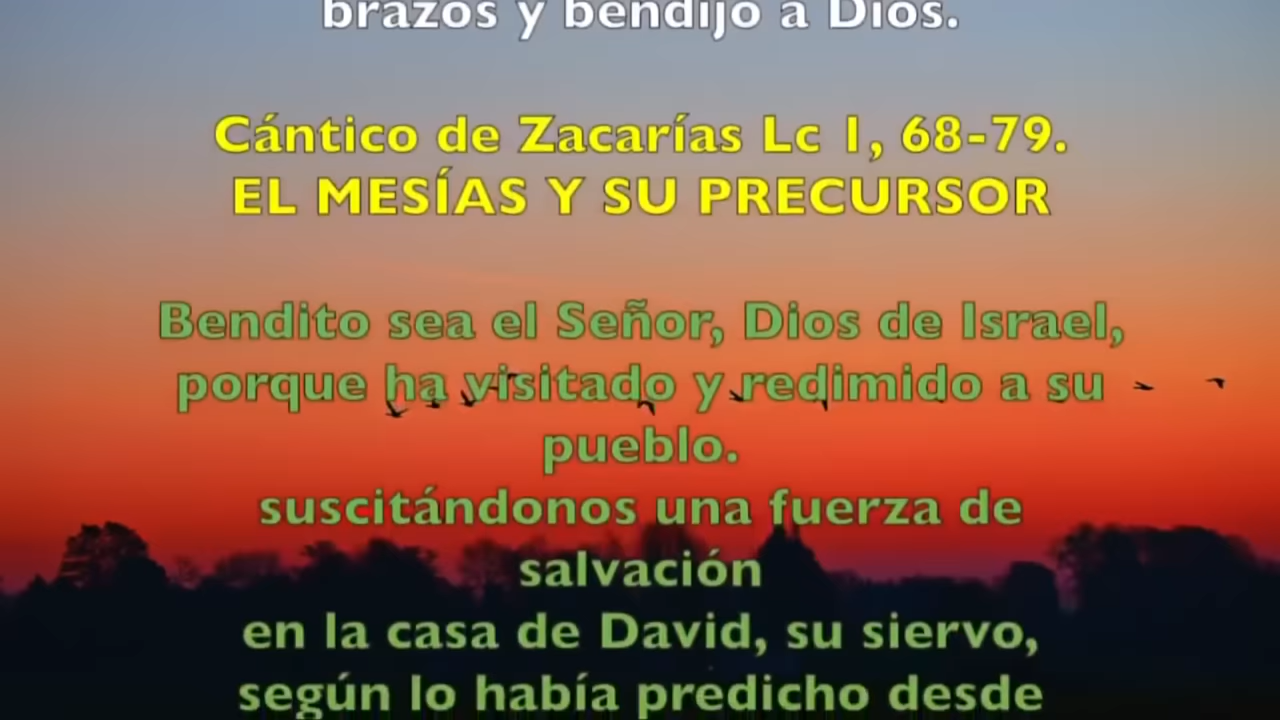 brazos y bendijo a Dios.
Cántico de Zacarías Lc 1, 68-79.
EL MESÍAS Y SU PRECURSOR
Bendito sea el Señor, Dios de Israel,
porque ha visitado y redimido a su
pueblo.
suscitándonos una fuerza de
salvación
en la casa de David, su siervo,
según lo había predicho desde